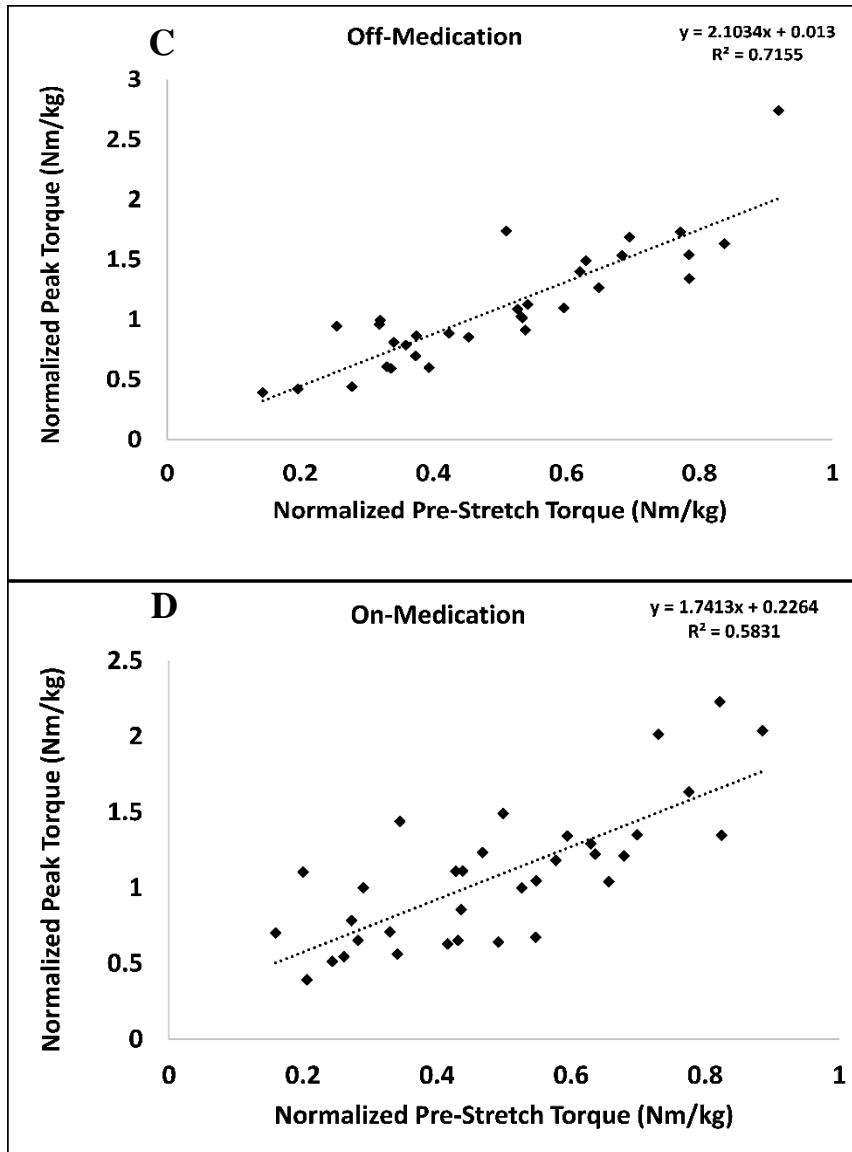 C
Off-Medication
y = 2.1034x + 0.013
R² = 0.7155
Normalized Peak Torque (Nm/kg)
3
2.5
2
1.5
1
0.5
0
0 0.2 0.4 0.6 0.8 1
Normalized Pre-Stretch Torque (Nm/kg)
D
On-Medication
y = 1.7413x + 0.2264
R² = 0.5831
Normalized Peak Torque (Nm/kg)
2.5
2
1.5
1
0.5
0
0 0.2 0.4 0.6 0.8 1
Normalized Pre-Stretch Torque (Nm/kg)